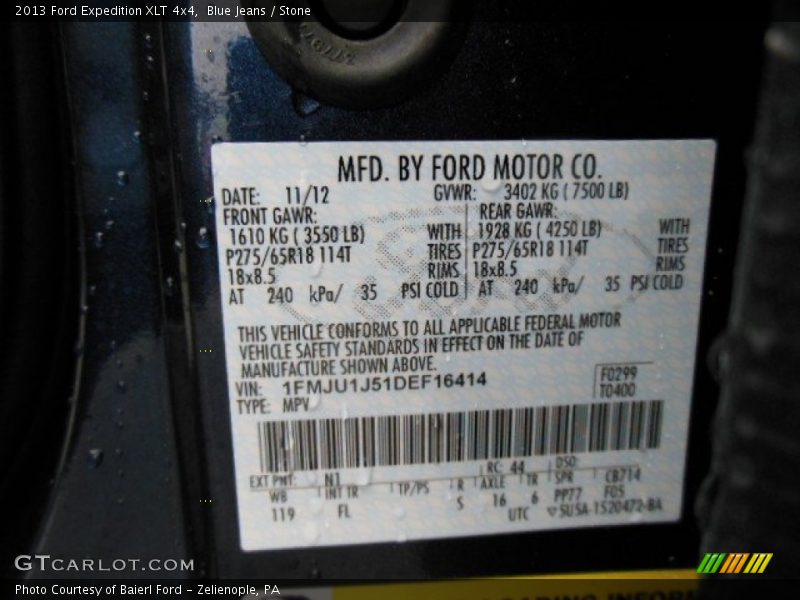 2013 Ford Expedition XLT 4x4, Blue Jeans / Stone
MFD. BY FORD MOTOR CO.
DATE: 11/12 GVWR: 3402 KG ( 7500 LB)
FRONT GAWR: REAR GAWR:
1610 KG ( 3550 LB) WITH 1928 KG ( 4250 LB) WITH
P275/65R18 114T TIRES P275/65R18 114T TIRES
18x8.5 RIMS 18x8.5 RIMS
AT 240 kPa/ 35 PSI COLD AT 240 kPa/ 35 PSI COLD
THIS VEHICLE CONFORMS TO ALL APPLICABLE FEDERAL MOTOR
VEHICLE SAFETY STANDARDS IN EFFECT ON THE DATE OF
MANUFACTURE SHOWN ABOVE.
VIN: 1FMJU1J51DEF16414 F0299
TYPE: MPV T0400
EXT PNT: N1 RC: 44 DSO:
WB INT TR TP/PS R AXLE TR SPR CB714
119 FL S 16 6 PP77 F05
UTC ▽5U5A-1520472-BA
GTCARLOT.COM
Photo Courtesy of Baierl Ford – Zelienople, PA